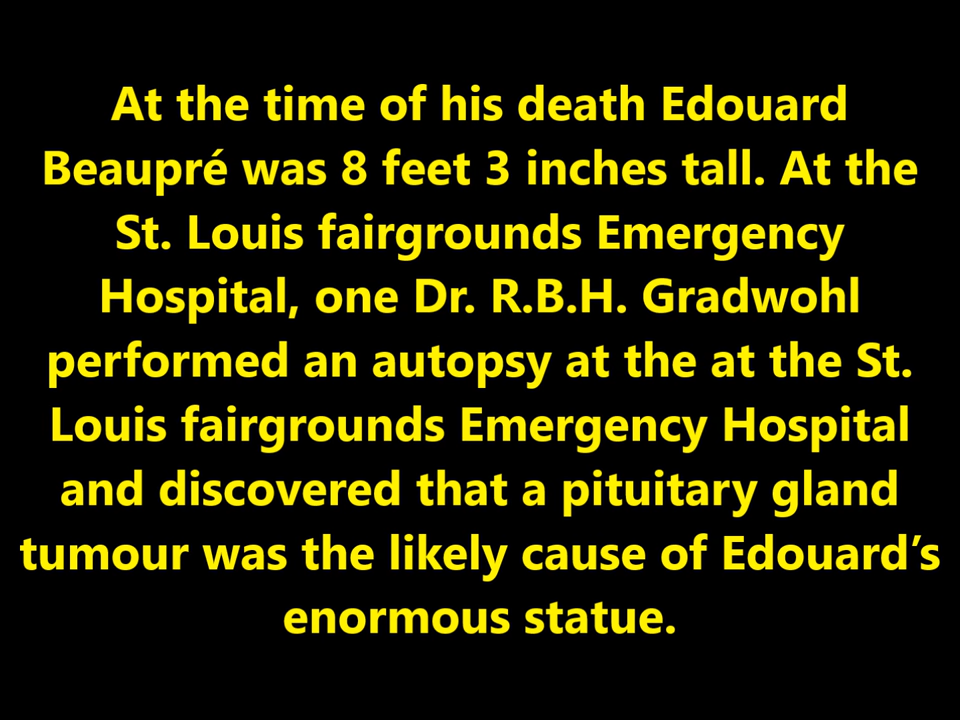 At the time of his death Edouard
Beaupré was 8 feet 3 inches tall. At the
St. Louis fairgrounds Emergency
Hospital, one Dr. R.B.H. Gradwohl
performed an autopsy at the at the St.
Louis fairgrounds Emergency Hospital
and discovered that a pituitary gland
tumour was the likely cause of Edouard’s
enormous statue.